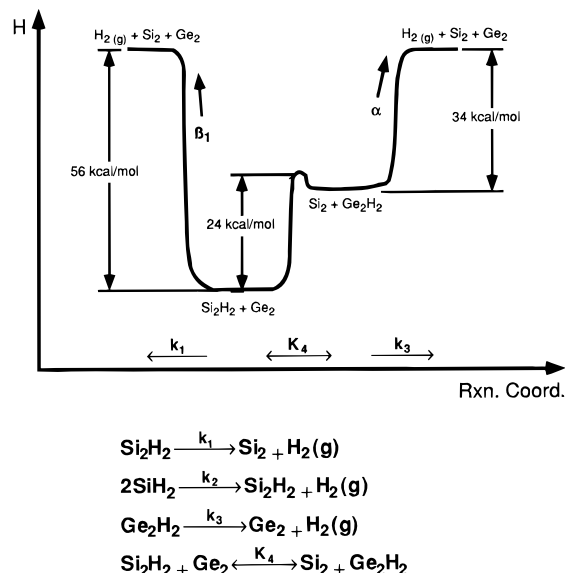 H
H₂ (g) + Si₂ + Ge₂
H₂ (g) + Si₂ + Ge₂
ß₁
α
34 kcal/mol
56 kcal/mol
24 kcal/mol
Si₂ + Ge₂H₂
Si₂H₂ + Ge₂
k₁
K₄
k₃
Rxn. Coord.
Si₂H₂ —k₁→ Si₂ + H₂(g)
2SiH₂ —k₂→ Si₂H₂ + H₂(g)
Ge₂H₂ —k₃→ Ge₂ + H₂(g)
Si₂H₂ + Ge₂ ←K₄→ Si₂ + Ge₂H₂